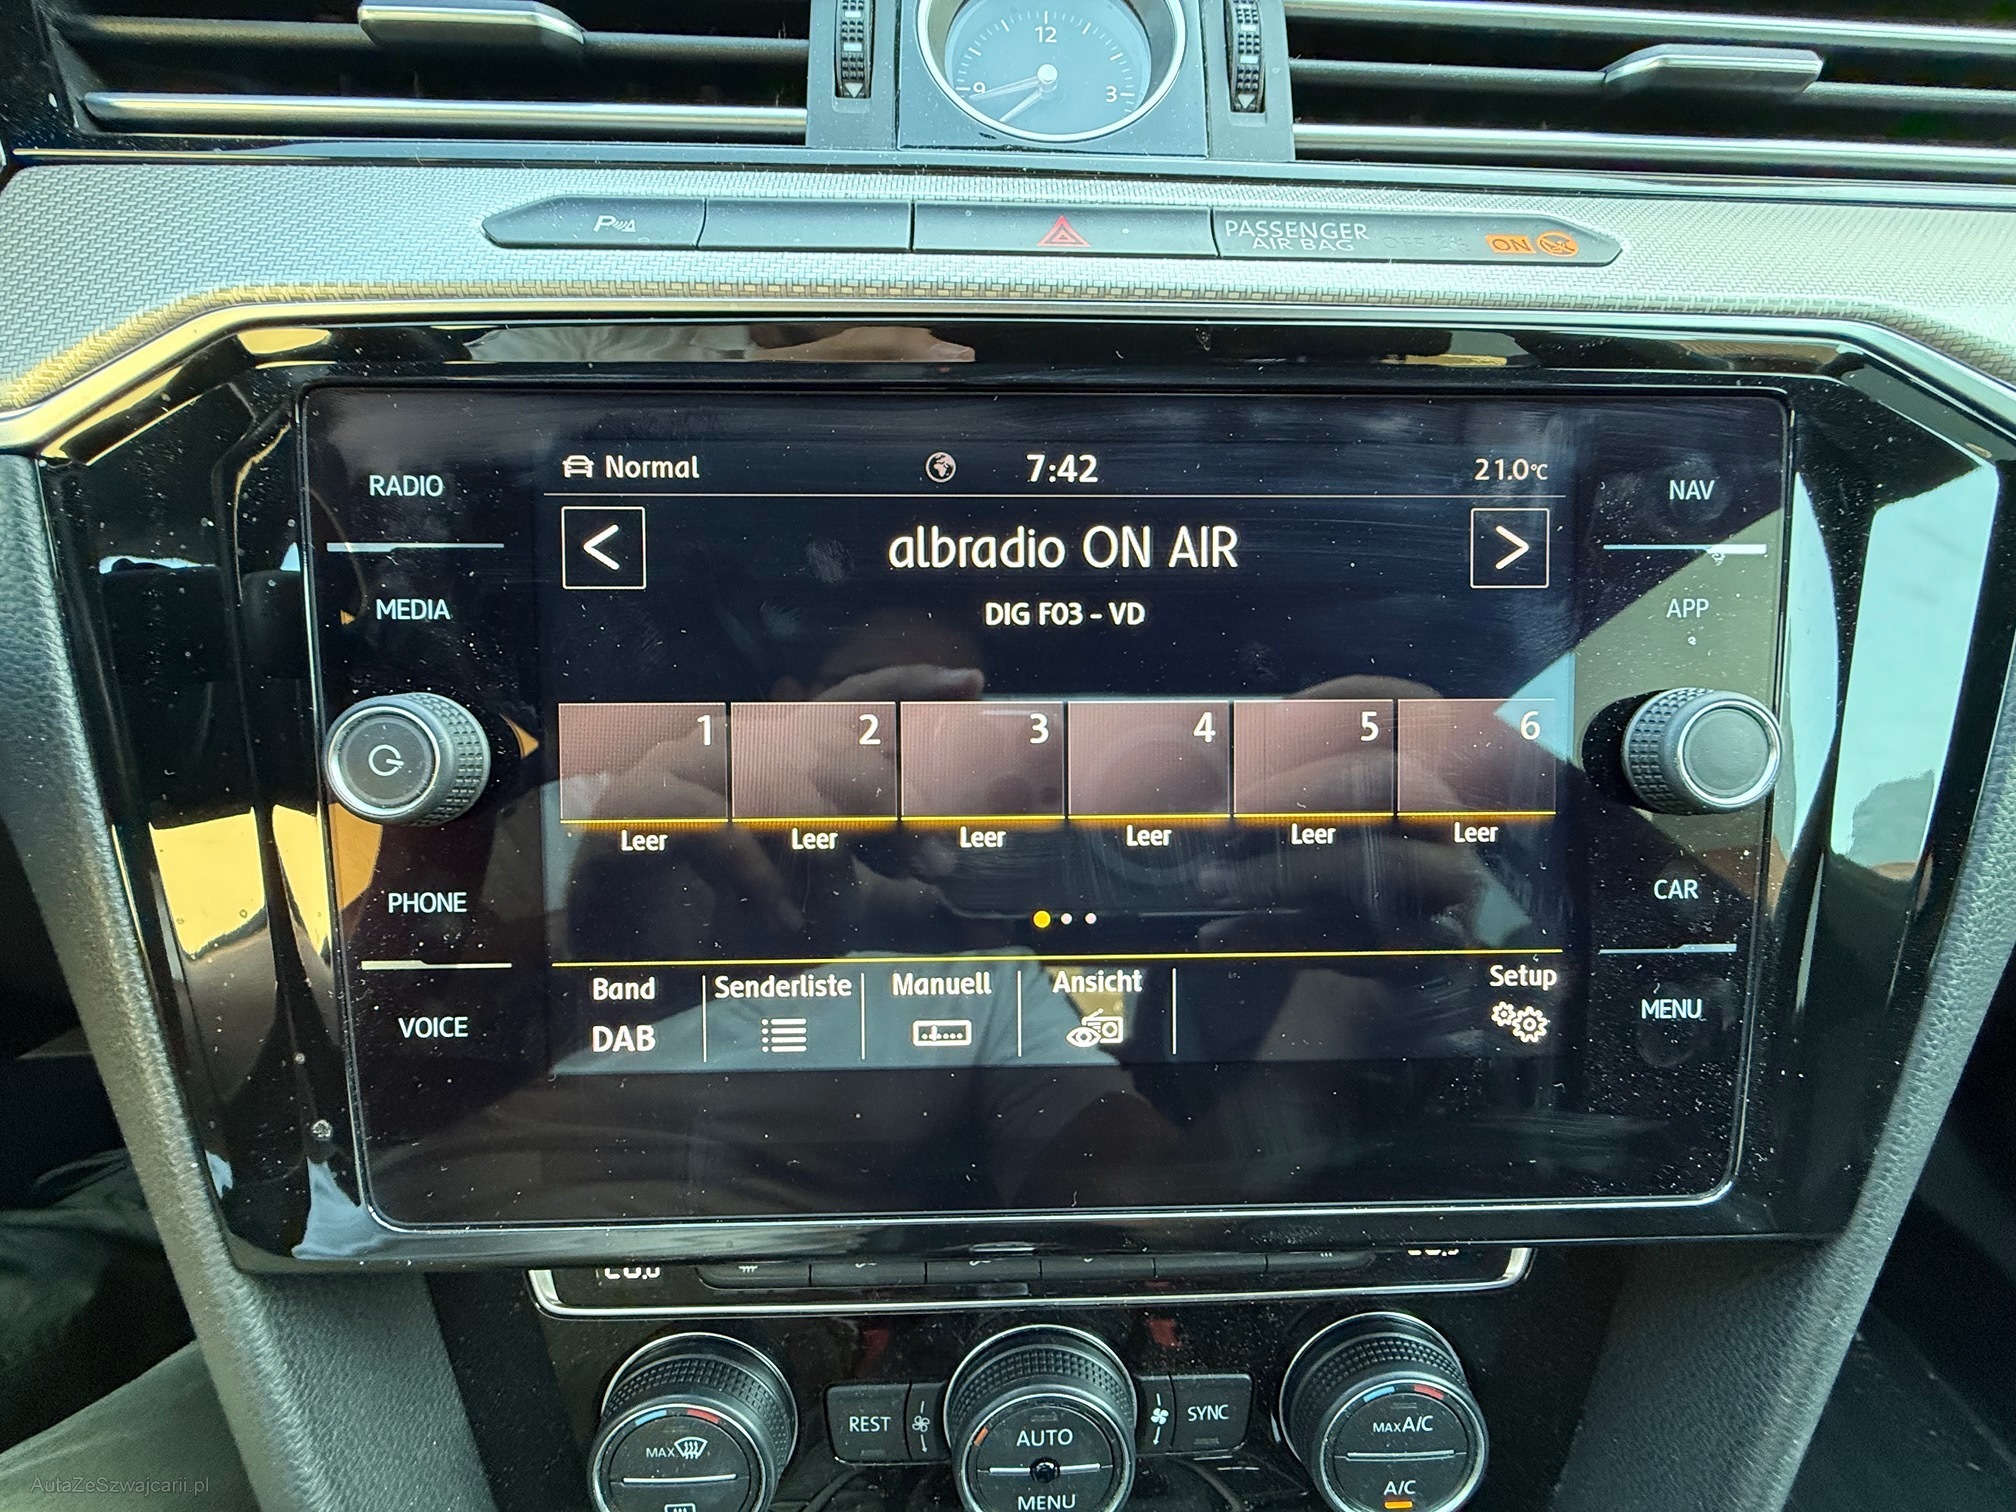 12
9
3
PASSENGER
AIR BAG
ON
RADIO
MEDIA
PHONE
VOICE
Normal
7:42
21.0°C
< albradio ON AIR >
DIG F03 - VD
1 2 3 4 5 6
Leer Leer Leer Leer Leer Leer
Band Senderliste Manuell Ansicht Setup
DAB
NAV
APP
CAR
MENU
REST
SYNC
AUTO
MENU
MAX
MAX A/C
A/C
AutaZeSzwajcarii.pl